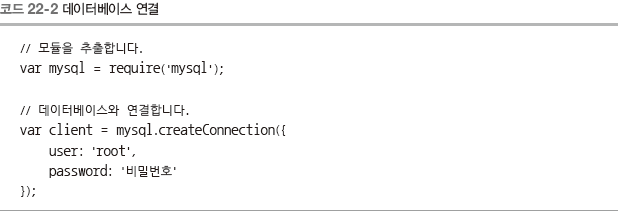 코드 22-2 데이터베이스 연결
// 모듈을 추출합니다.
var mysql = require('mysql');
// 데이터베이스와 연결합니다.
var client = mysql.createConnection({
user: 'root',
password: '비밀번호'
});